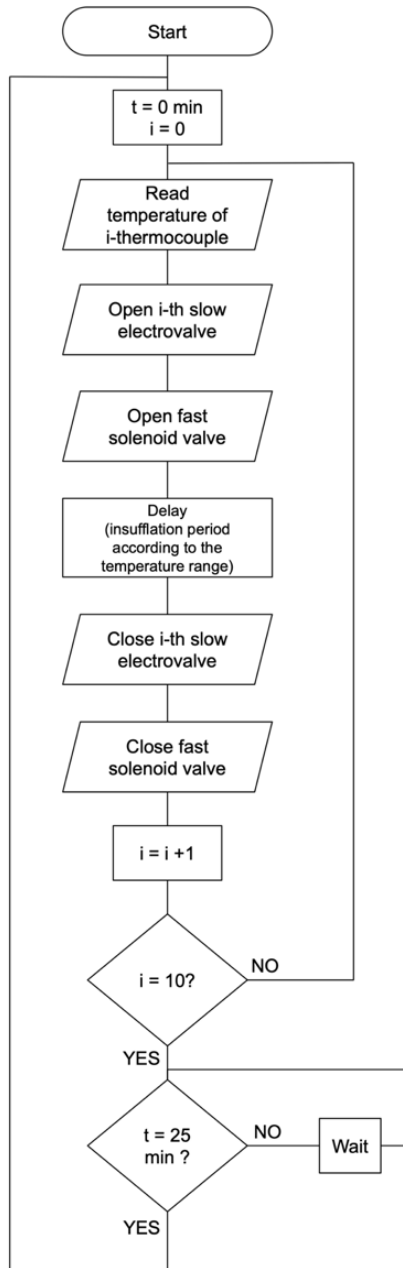 Start
t = 0 min
i = 0
Read
temperature of
i-thermocouple
Open i-th slow
electrovalve
Open fast
solenoid valve
Delay
(insufflation period
according to the
temperature range)
Close i-th slow
electrovalve
Close fast
solenoid valve
i = i +1
i = 10?
NO
YES
t = 25
min ?
NO
Wait
YES